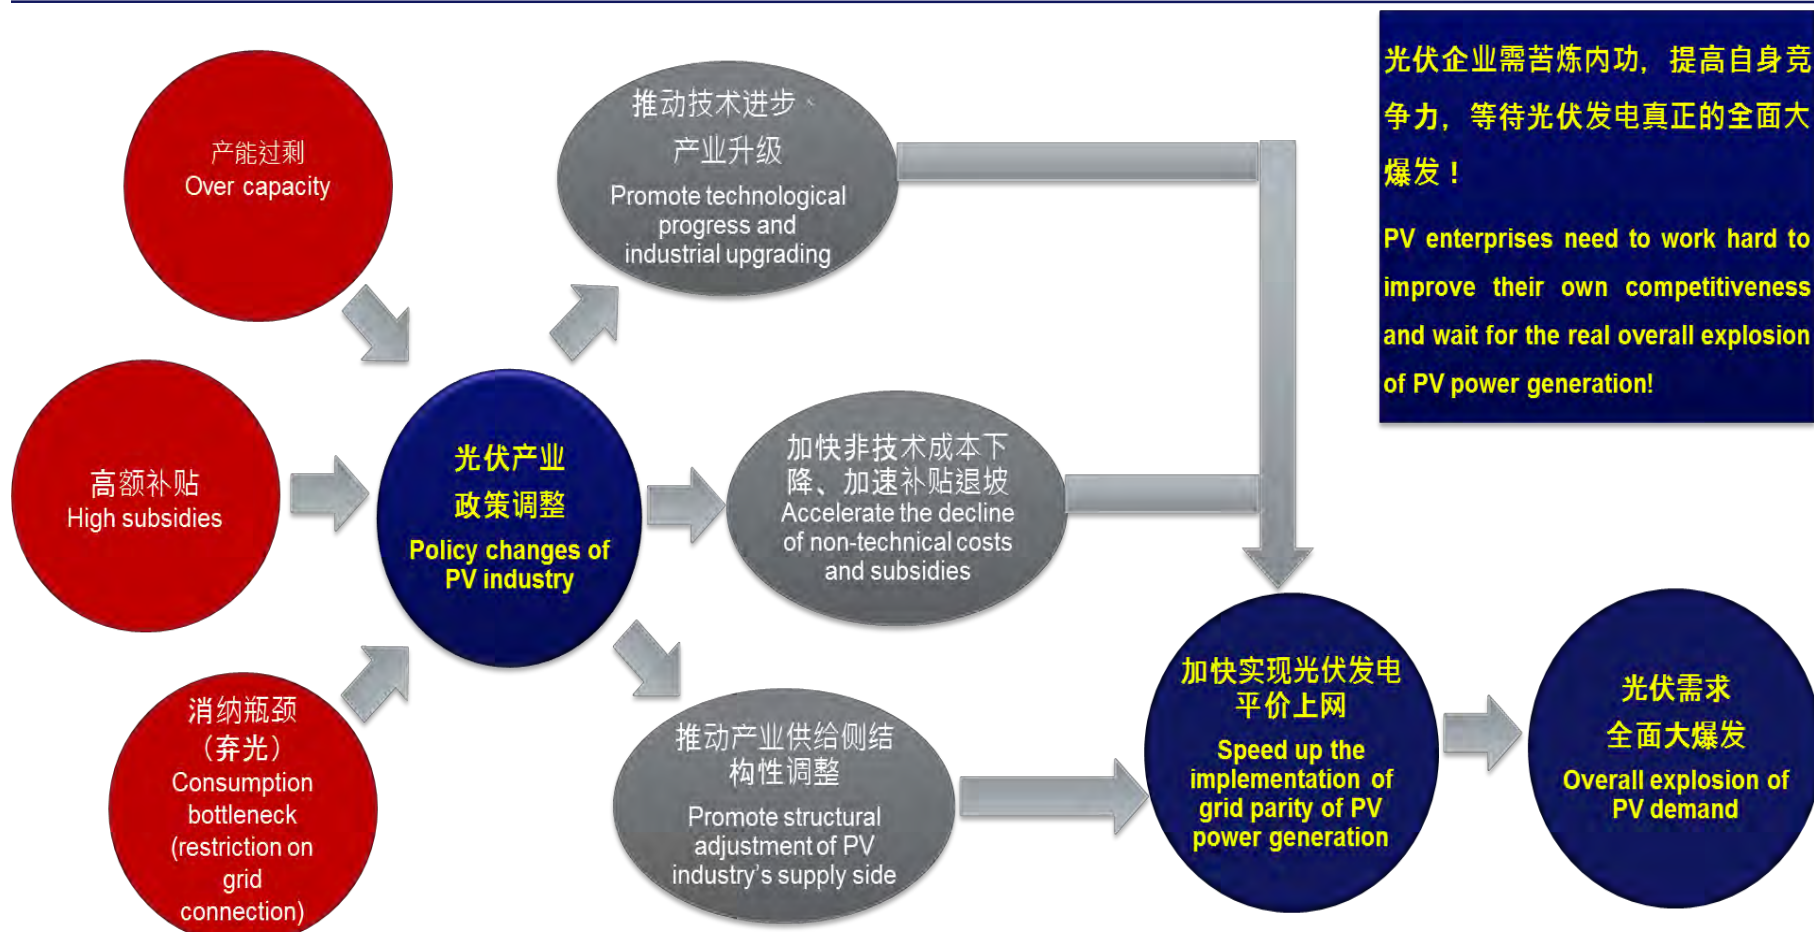 产能过剩
Over capacity
高额补贴
High subsidies
消纳瓶颈
（弃光）
Consumption
bottleneck
(restriction on
grid
connection)
光伏产业
政策调整
Policy changes of
PV industry
推动技术进步、
产业升级
Promote technological
progress and
industrial upgrading
加快非技术成本下
降、加速补贴退坡
Accelerate the decline
of non-technical costs
and subsidies
推动产业供给侧结
构性调整
Promote structural
adjustment of PV
industry’s supply side
加快实现光伏发电
平价上网
Speed up the
implementation of
grid parity of PV
power generation
光伏需求
全面大爆发
Overall explosion of
PV demand
光伏企业需苦炼内功，提高自身竞
争力，等待光伏发电真正的全面大
爆发！
PV enterprises need to work hard to
improve their own competitiveness
and wait for the real overall explosion
of PV power generation!